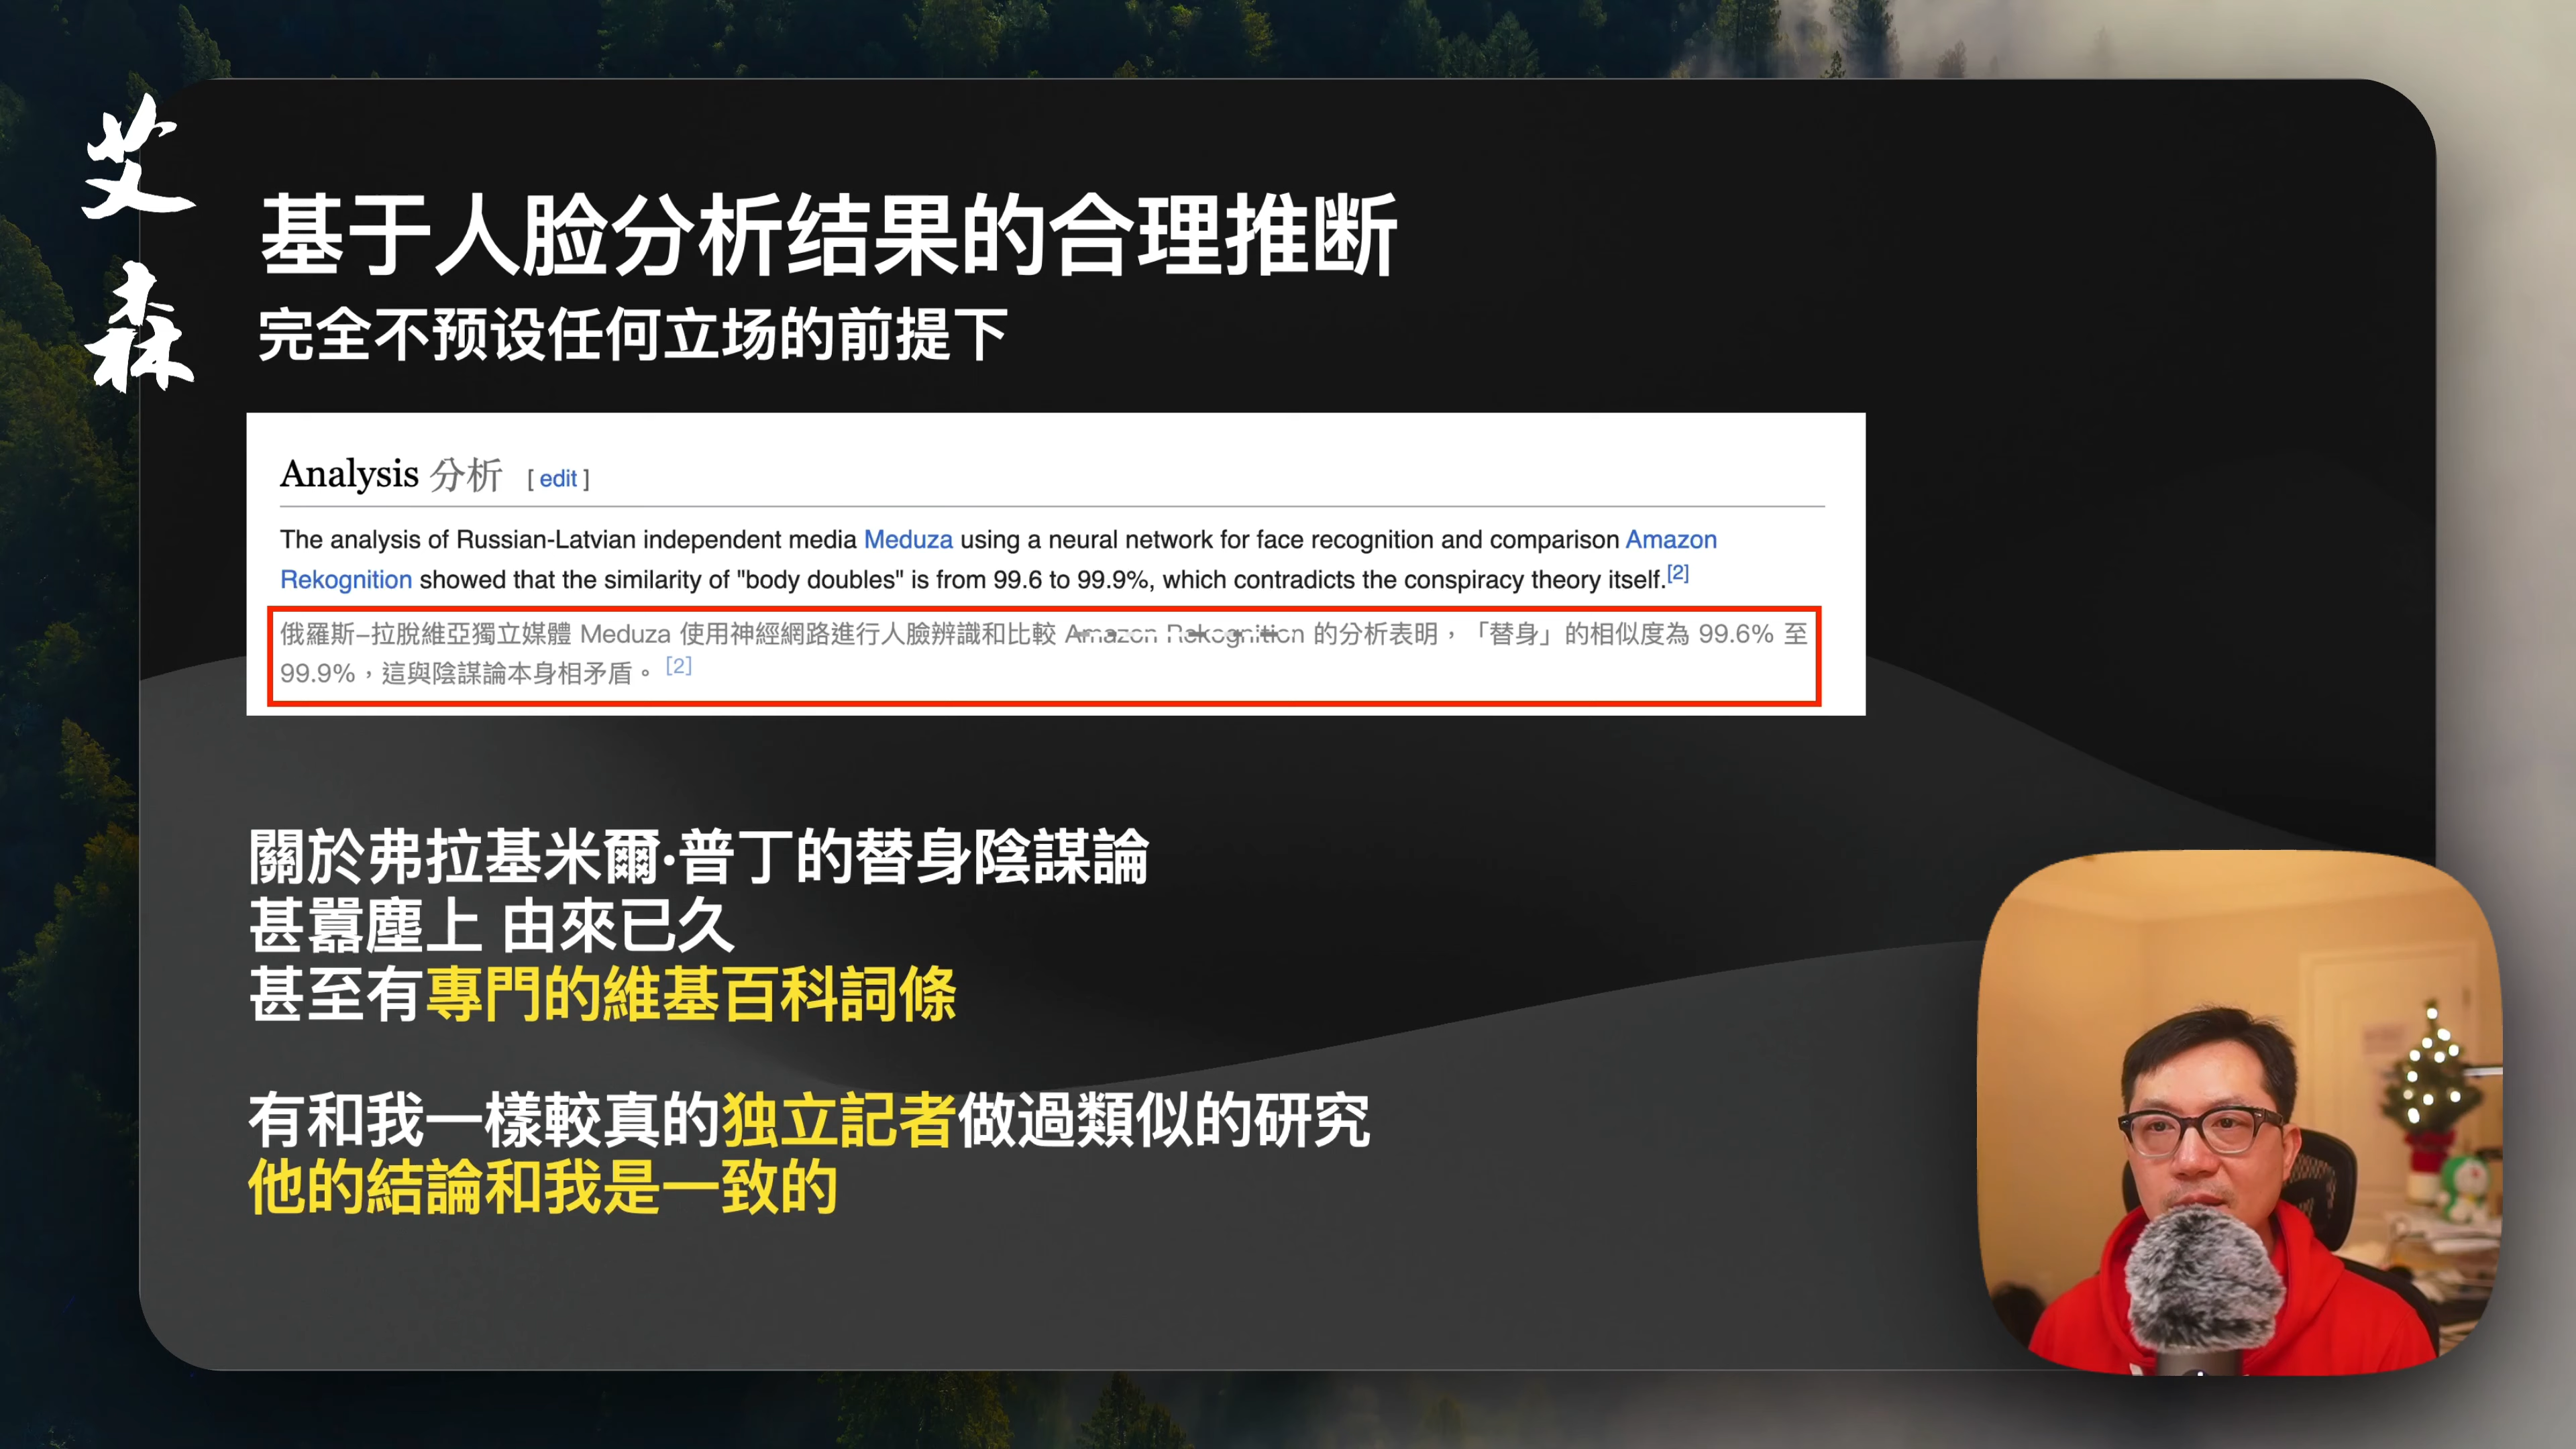 艾森
基于人脸分析结果的合理推断
完全不预设任何立场的前提下
Analysis 分析 [ edit ]
The analysis of Russian-Latvian independent media Meduza using a neural network for face recognition and comparison Amazon
Rekognition showed that the similarity of "body doubles" is from 99.6 to 99.9%, which contradicts the conspiracy theory itself.[2]
俄羅斯–拉脫維亞獨立媒體 Meduza 使用神經網路進行人臉辨識和比較 Amazon Rekognition 的分析表明，「替身」的相似度為 99.6% 至
99.9%，這與陰謀論本身相矛盾。 [2]
關於弗拉基米爾·普丁的替身陰謀論
甚囂塵上 由來已久
甚至有專門的維基百科詞條
有和我一樣較真的独立記者做過類似的研究
他的結論和我是一致的